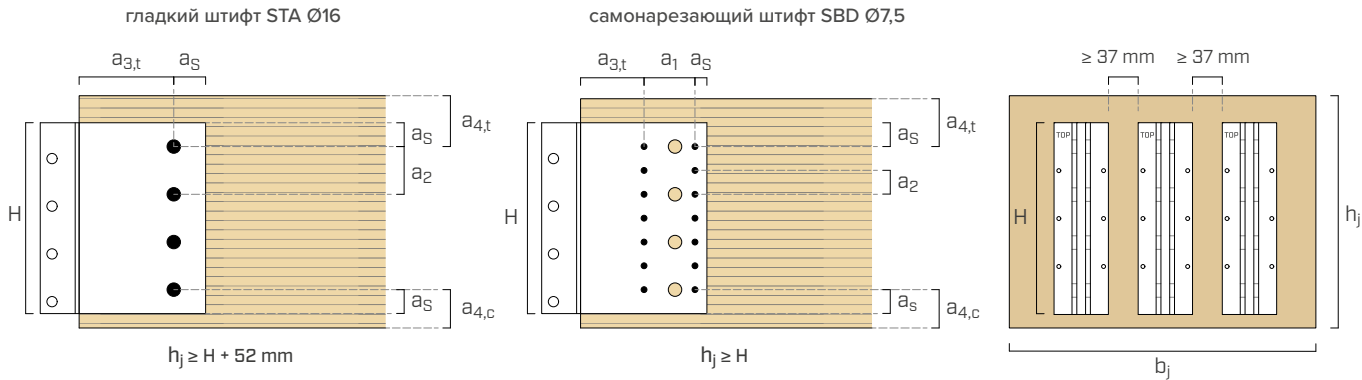 гладкий штифт STA Ø16
a3,t
aS
aS
a4,t
a2
H
aS
a4,c
hj ≥ H + 52 mm
самонарезающий штифт SBD Ø7,5
a3,t
a1
aS
aS
a4,t
a2
H
aS
a4,c
hj ≥ H
≥ 37 mm
≥ 37 mm
TOP
TOP
TOP
H
hj
bj